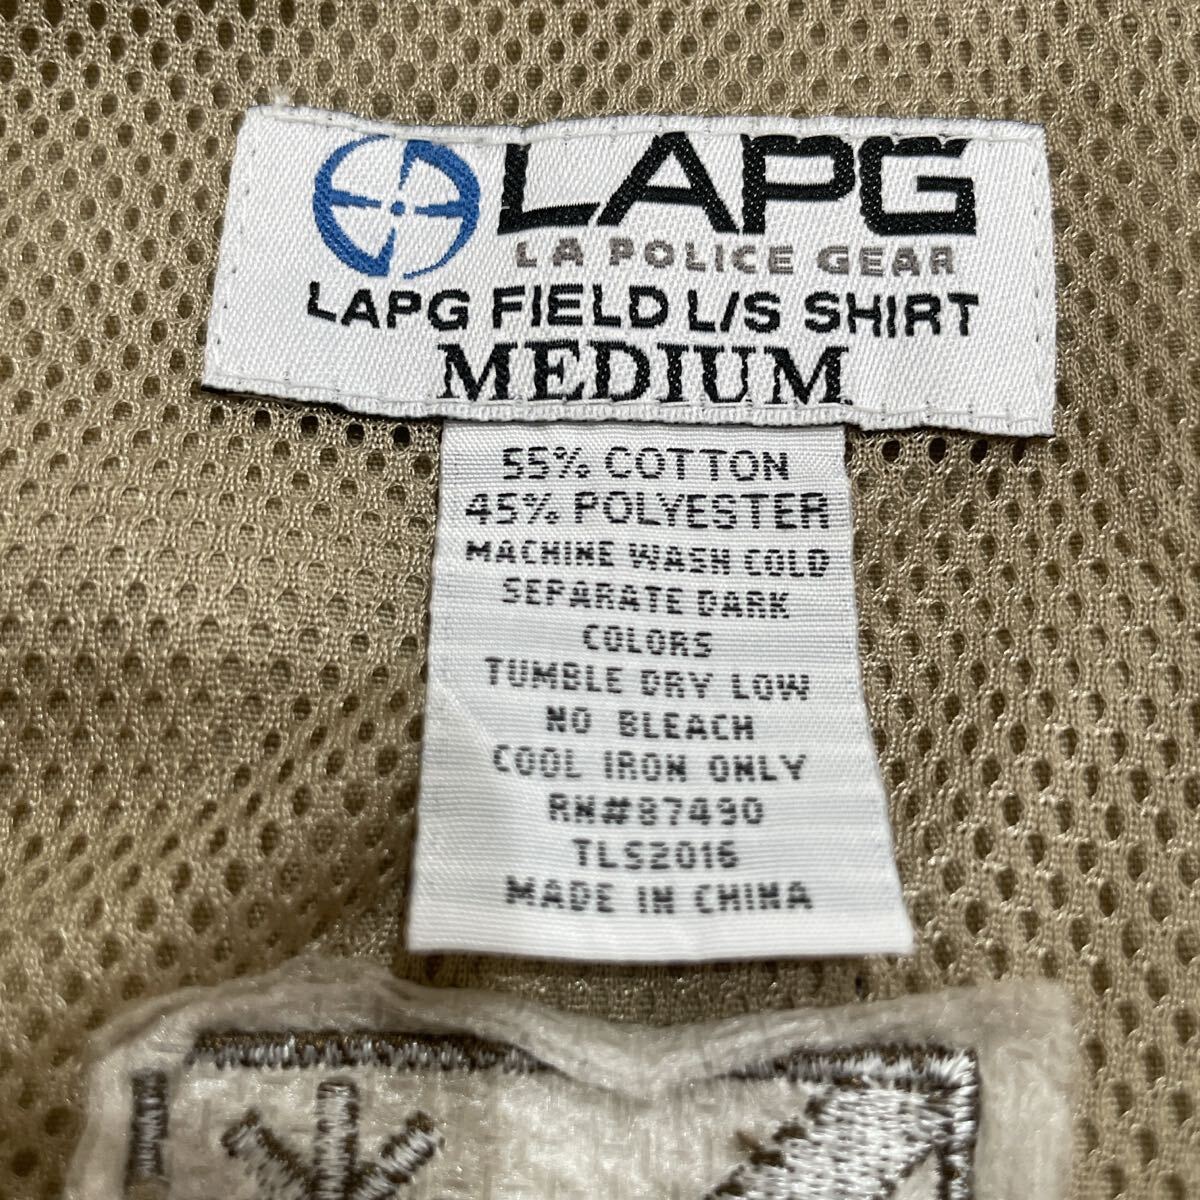 LAPG
LA POLICE GEAR
LAPG FIELD L/S SHIRT
MEDIUM
55% COTTON
45% POLYESTER
MACHINE WASH COLD
SEPARATE DARK
COLORS
TUMBLE DRY LOW
NO BLEACH
COOL IRON ONLY
RN#87490
TLS2016
MADE IN CHINA